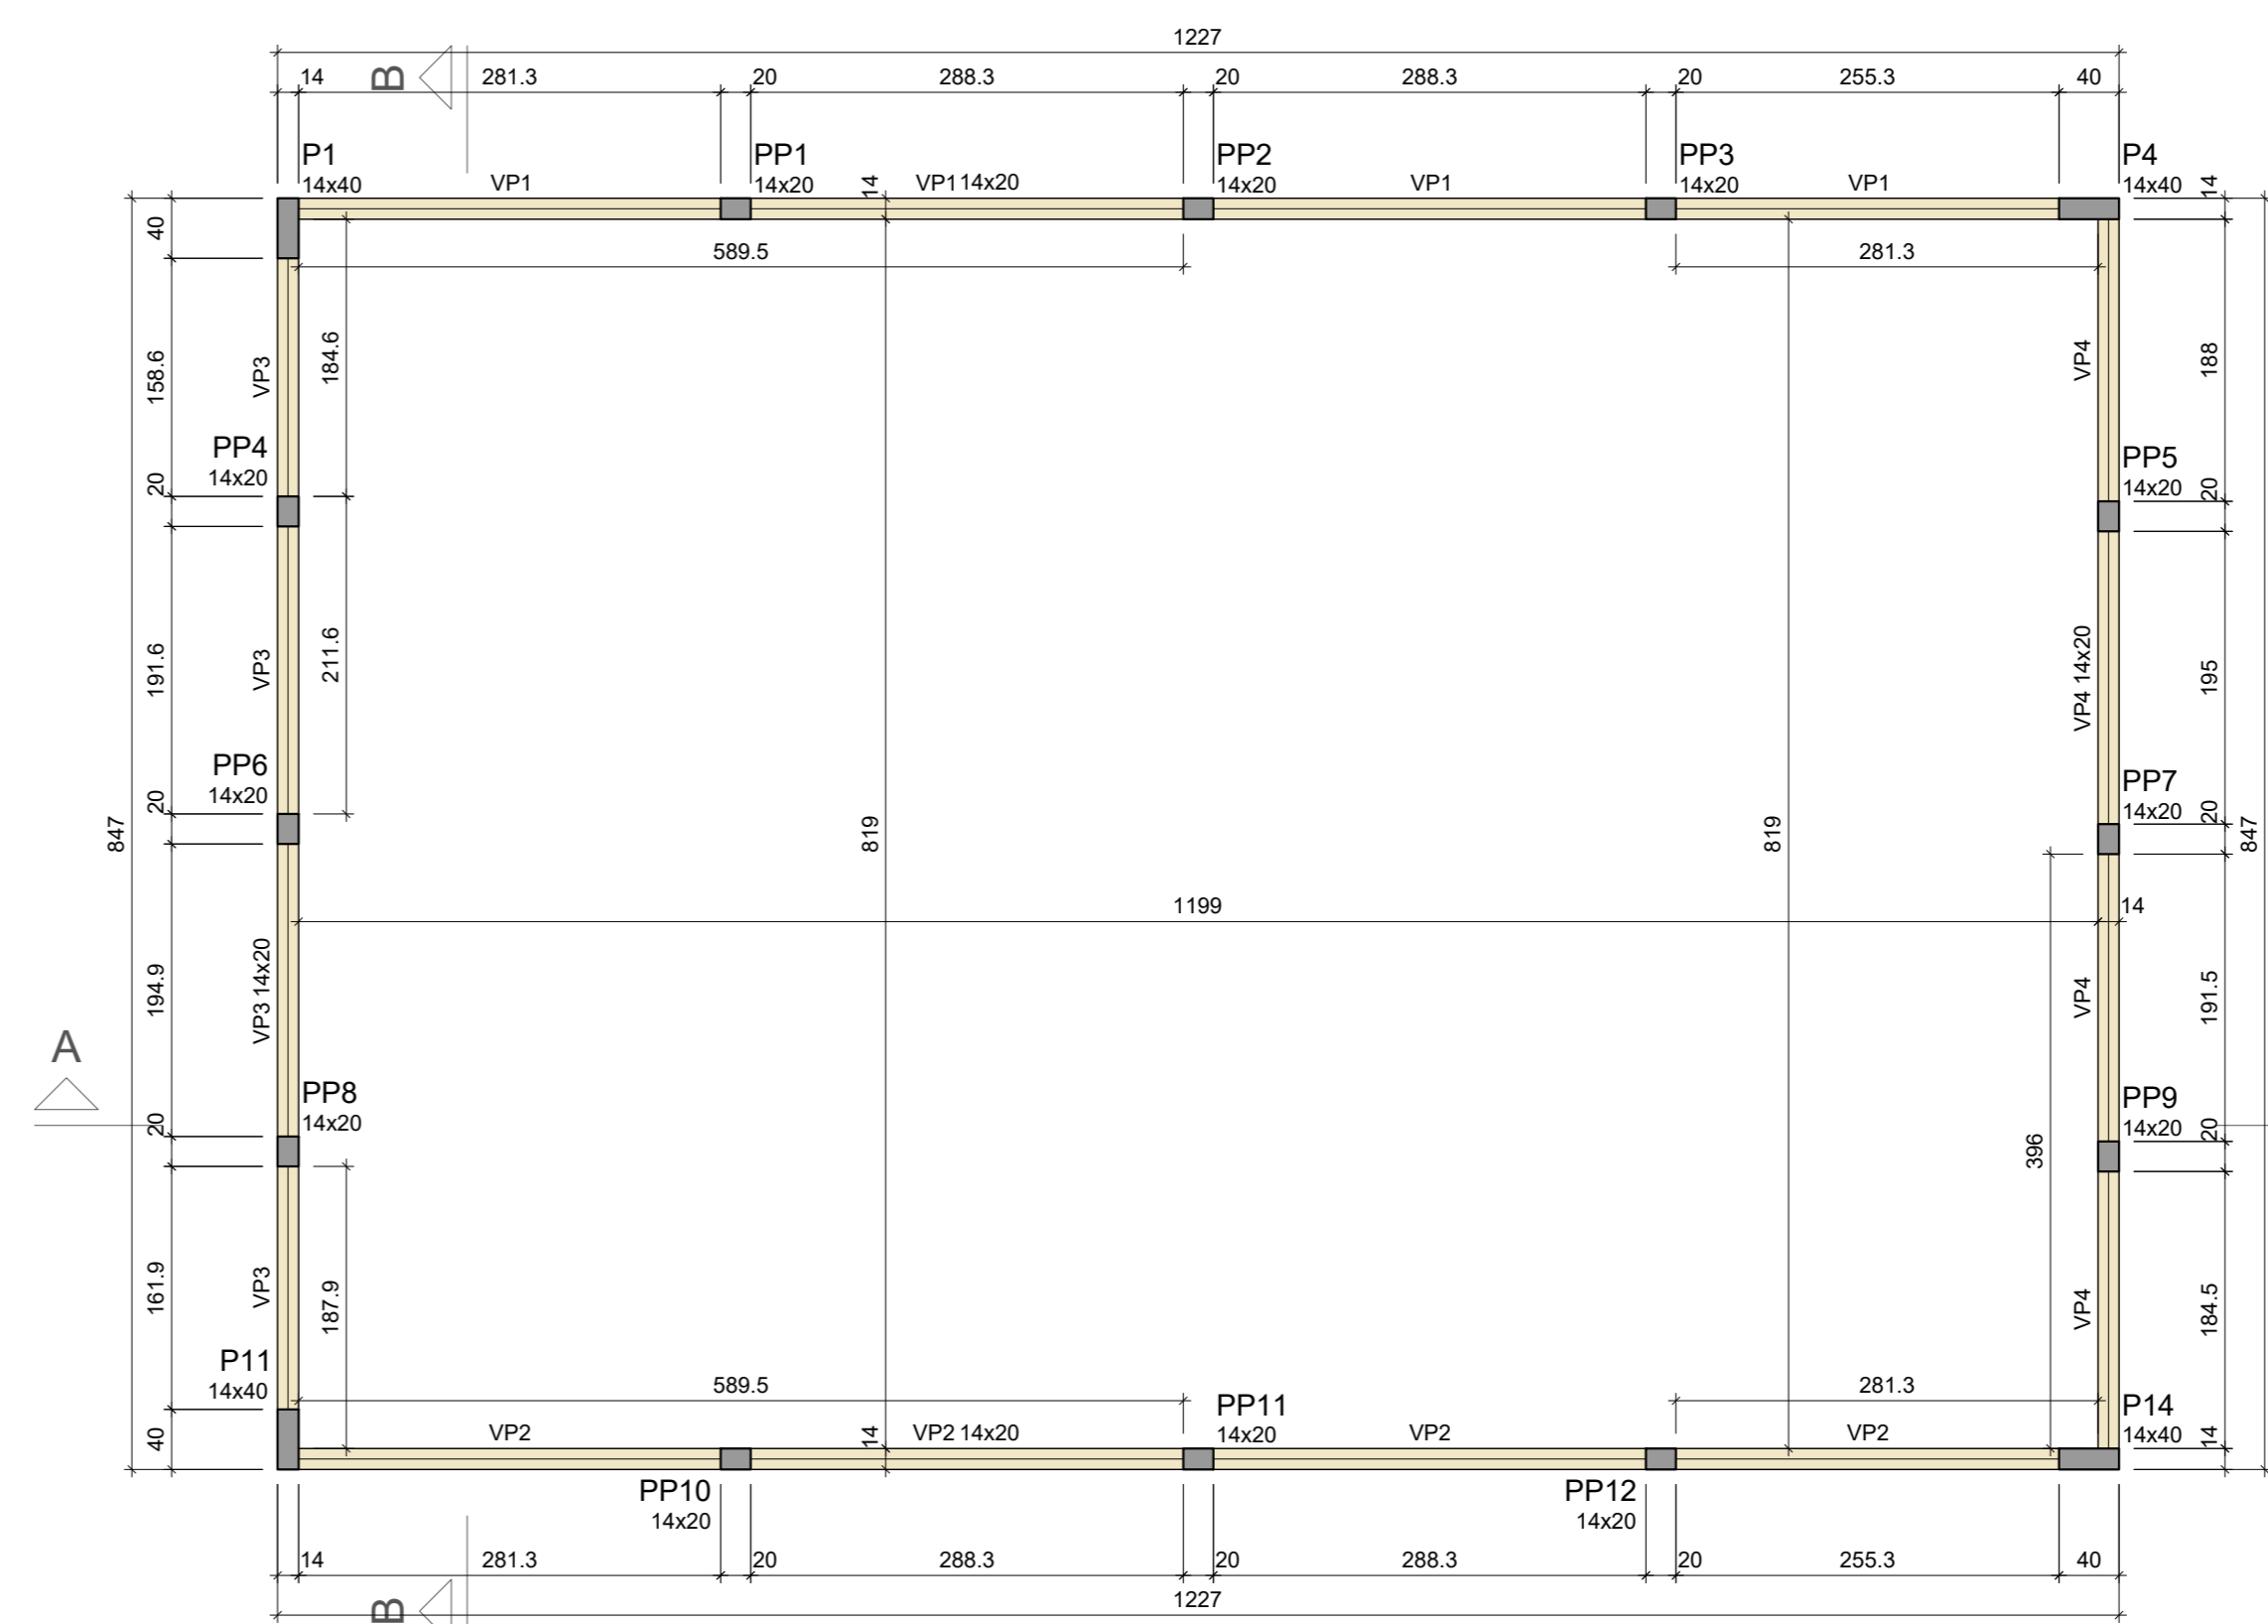 1227
14 281.3 20 288.3 20 288.3 20 255.3 40
B
P1 PP1 PP2 PP3 P4
14x40 VP1 14x20 14 VP1 14x20 14x20 VP1 14x20 VP1 14x40 14
40
589.5 281.3
158.6 VP3 184.6 VP4 188
PP4 PP5
14x20 20 14x20 20
191.6 VP3 211.6 VP4 14x20 195
PP6 PP7
14x20 20 14x20 20
847 819 819 847
1199 14
194.9 VP3 14x20 VP4 191.5
A
PP8 PP9
20 14x20 396 14x20 20
161.9 VP3 187.9 VP4 184.5
P11
14x40
589.5 281.3
PP11 P14
40 VP2 14 VP2 14x20 14x20 VP2 VP2 14x40 14
PP10 PP12
14x20 14x20
14 281.3 20 288.3 20 288.3 20 255.3 40
B
1227